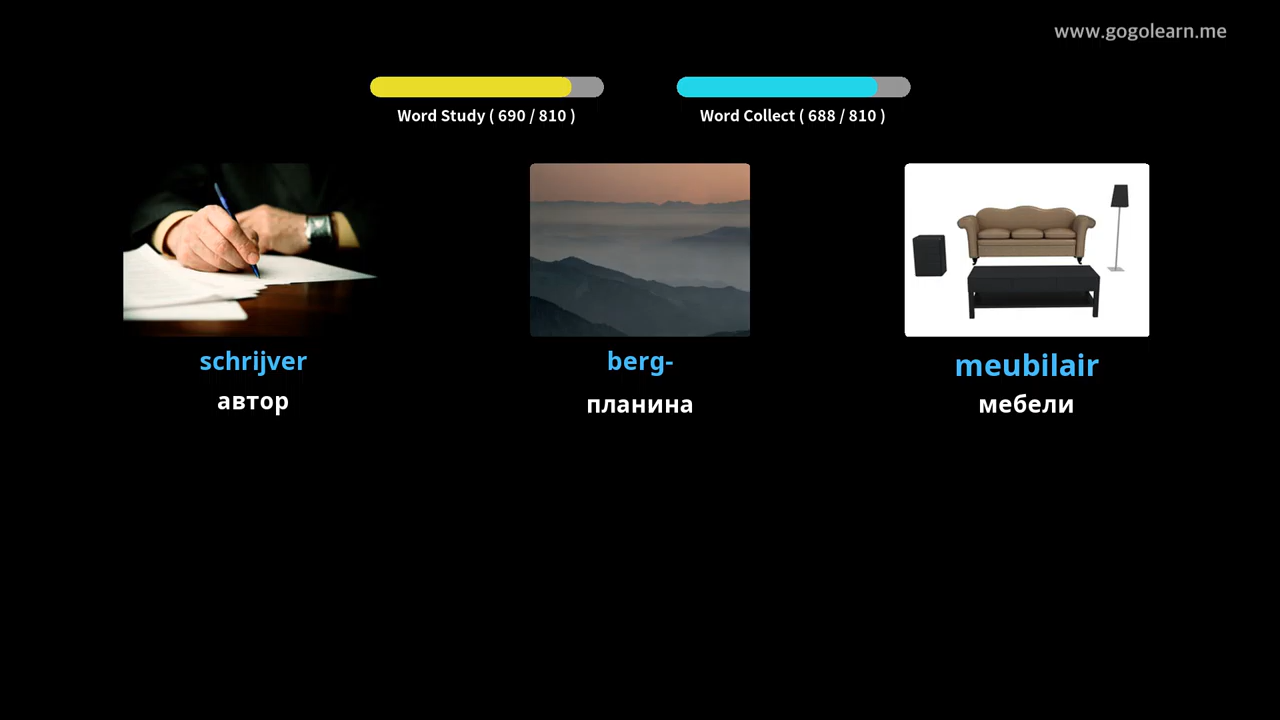 www.gogolearn.me
Word Study ( 690 / 810 )
Word Collect ( 688 / 810 )
schrijver
автор
berg-
планина
meubilair
мебели